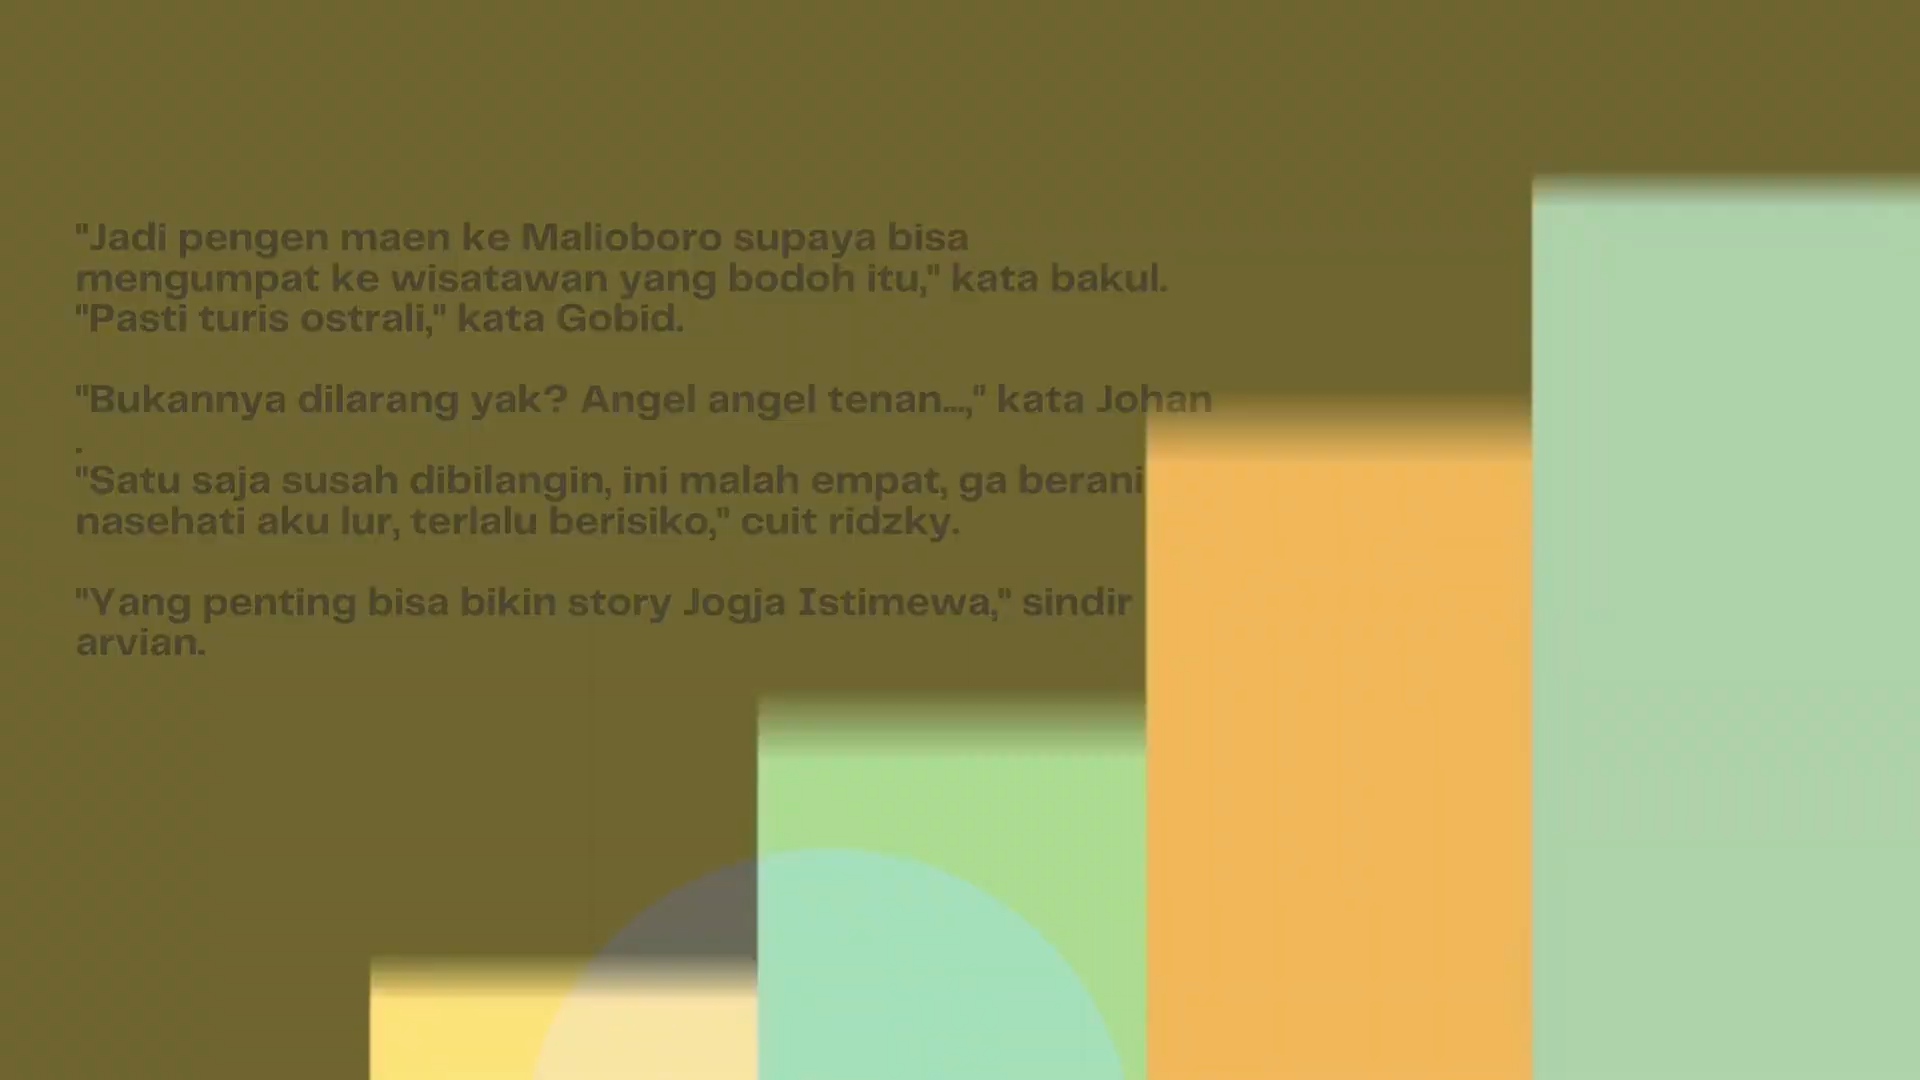 "Jadi pengen maen ke Malioboro supaya bisa
mengumpat ke wisatawan yang bodoh itu," kata bakul.
"Pasti turis ostrali," kata Gobid.
"Bukannya dilarang yak? Angel angel tenan...," kata Johan
.
"Satu saja susah dibilangin, ini malah empat, ga berani
nasehati aku lur, terlalu berisiko," cuit ridzky.
"Yang penting bisa bikin story Jogja Istimewa," sindir
arvian.